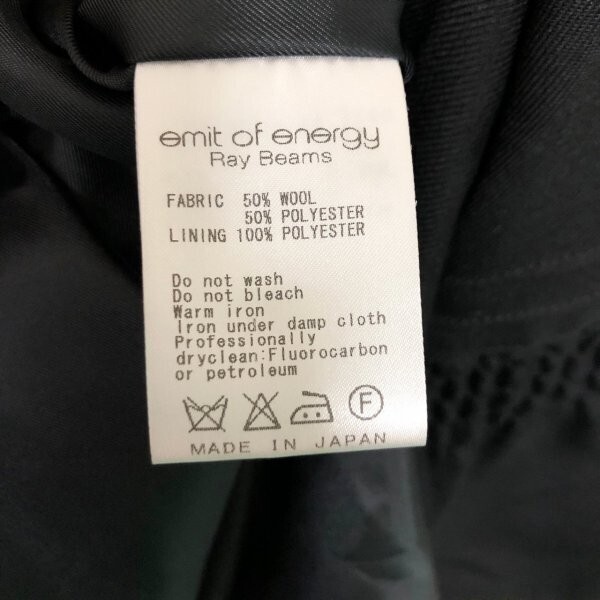 emit of energy
Ray Beams
FABRIC 50% WOOL
50% POLYESTER
LINING 100% POLYESTER
Do not wash
Do not bleach
Warm iron
Iron under damp cloth
Professionally
dryclean:Fluorocarbon
or petroleum
F
MADE IN JAPAN